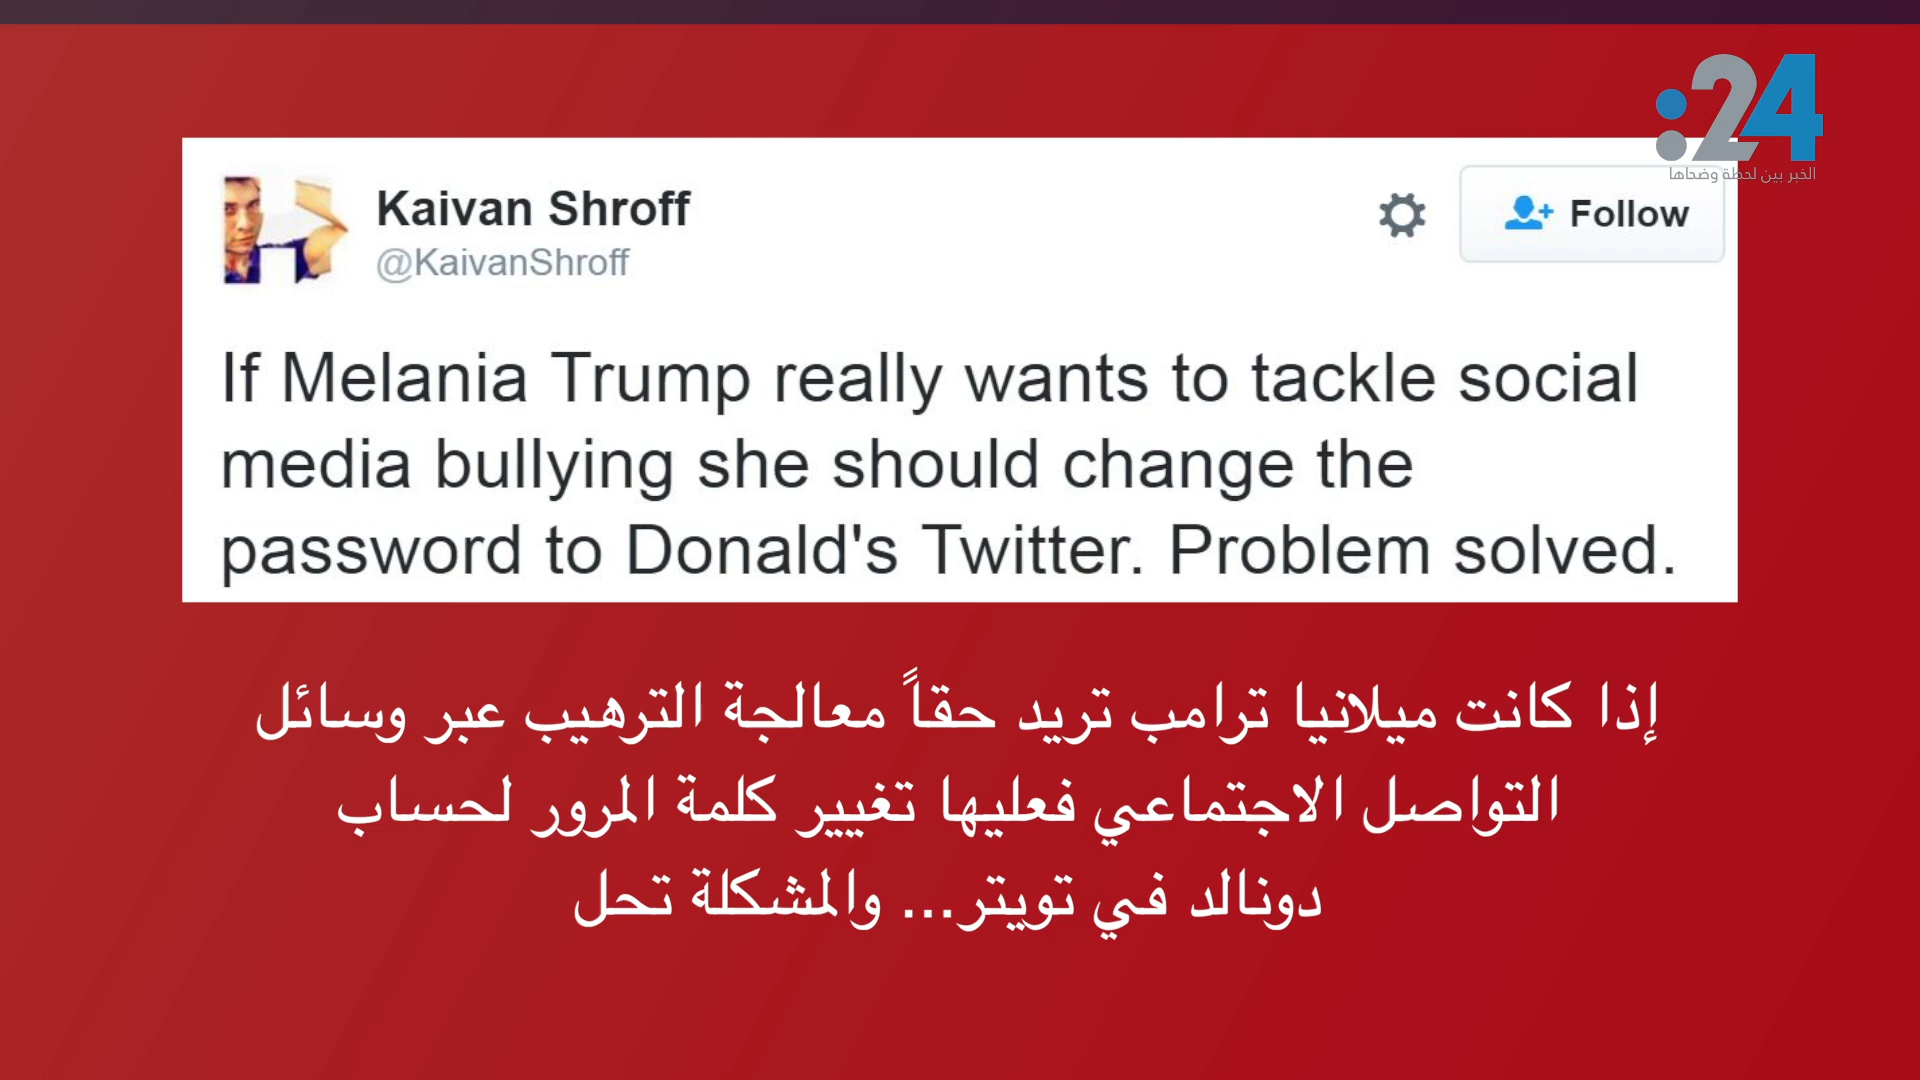 :24
الخبر بين لحظة وضحاها
Kaivan Shroff
@KaivanShroff
Follow
If Melania Trump really wants to tackle social
media bullying she should change the
password to Donald's Twitter. Problem solved.
إذا كانت ميلانيا ترامب تريد حقاً معالجة الترهيب عبر وسائل
التواصل الاجتماعي فعليها تغيير كلمة المرور لحساب
دونالد في تويتر... والمشكلة تحل